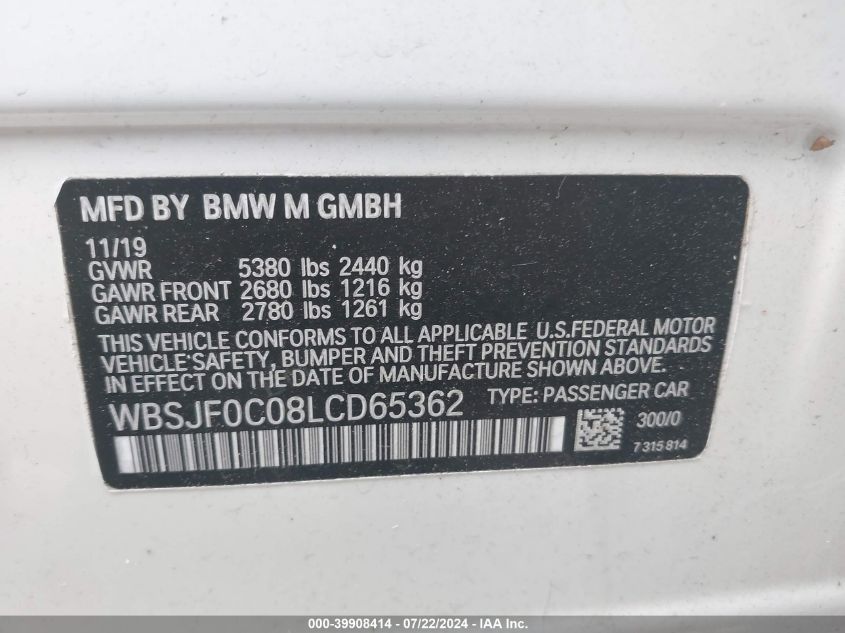 MFD BY BMW M GMBH
11/19
GVWR 5380 lbs 2440 kg
GAWR FRONT 2680 lbs 1216 kg
GAWR REAR 2780 lbs 1261 kg
THIS VEHICLE CONFORMS TO ALL APPLICABLE U.S.FEDERAL MOTOR
VEHICLE SAFETY, BUMPER AND THEFT PREVENTION STANDARDS
IN EFFECT ON THE DATE OF MANUFACTURE SHOWN ABOVE.
WBSJF0C08LCD65362 TYPE: PASSENGER CAR
300/0
7 315 814
000-39908414 - 07/22/2024 - IAA Inc.